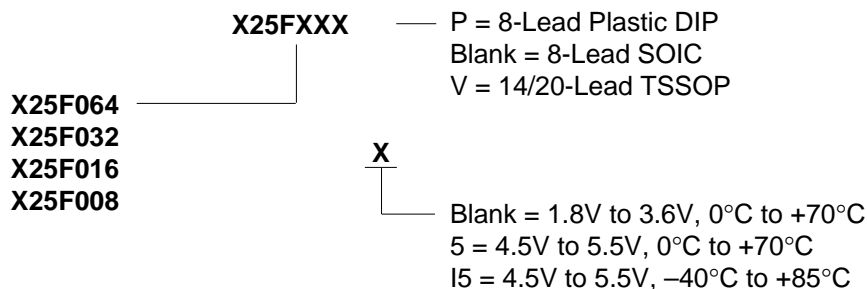 X25FXXX
P = 8-Lead Plastic DIP
Blank = 8-Lead SOIC
V = 14/20-Lead TSSOP
X25F064
X25F032
X25F016
X25F008
X
Blank = 1.8V to 3.6V, 0°C to +70°C
5 = 4.5V to 5.5V, 0°C to +70°C
I5 = 4.5V to 5.5V, –40°C to +85°C